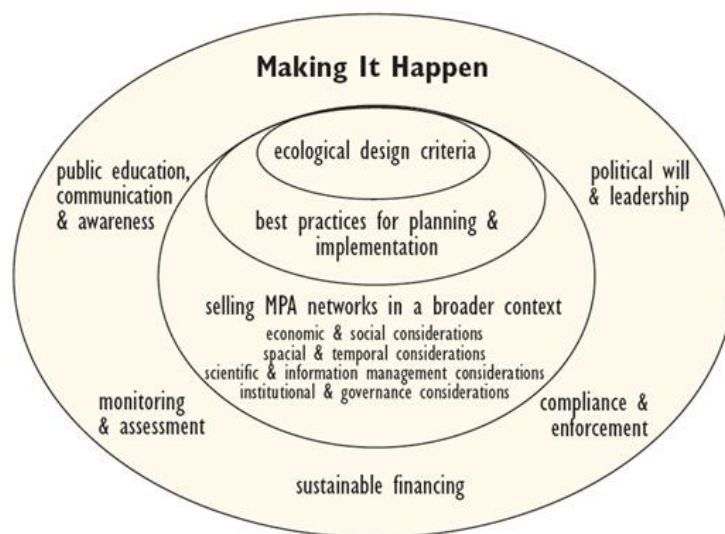 Making It Happen
ecological design criteria
public education,
communication
& awareness
political will
& leadership
best practices for planning &
implementation
selling MPA networks in a broader context
economic & social considerations
spacial & temporal considerations
scientific & information management considerations
institutional & governance considerations
monitoring
& assessment
compliance &
enforcement
sustainable financing